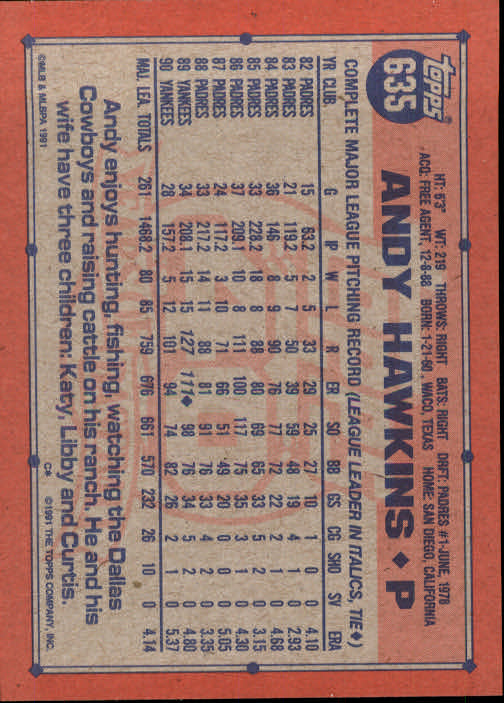 topps
635
ANDY HAWKINS ♦ P
HT: 6'3" WT: 219 THROWS: RIGHT BATS: RIGHT DRAFT: PADRES #1-JUNE, 1978
ACQ: FREE AGENT, 12-8-88 BORN: 1-21-60, WACO, TEXAS HOME: SAN DIEGO, CALIFORNIA
COMPLETE MAJOR LEAGUE PITCHING RECORD (LEAGUE LEADER IN ITALICS, TIE♦)
YR CLUB G IP W L R ER SO BB GS CG SHO SV ERA
82 PADRES 15 63.2 2 5 33 29 25 27 10 1 0 0 4.10
83 PADRES 21 119.2 5 7 50 39 59 48 19 4 1 0 2.93
84 PADRES 36 146 8 9 90 76 77 72 22 2 1 0 4.68
85 PADRES 33 228.2 18 8 88 80 69 65 33 5 2 0 3.15
86 PADRES 37 209.1 10 8 111 100 117 75 35 3 1 0 4.30
87 PADRES 24 117.2 3 10 71 66 51 49 20 0 0 0 5.05
88 PADRES 33 217.2 14 11 88 81 91 76 33 4 2 0 3.35
89 YANKEES 34 208.1 15 15 127 111♦ 98 76 34 5 2 0 4.80
90 YANKEES 28 157.2 5 12 101 94 74 82 26 2 1 0 5.37
MAJ. LEA. TOTALS 261 1468.2 80 85 759 676 661 570 232 26 10 0 4.14
Andy enjoys hunting, fishing, watching the Dallas
Cowboys and raising cattle on his ranch. He and his
wife have three children: Katy, Libby and Curtis.
©MLB & MLBPA 1991 C* ©1991 THE TOPPS COMPANY, INC.